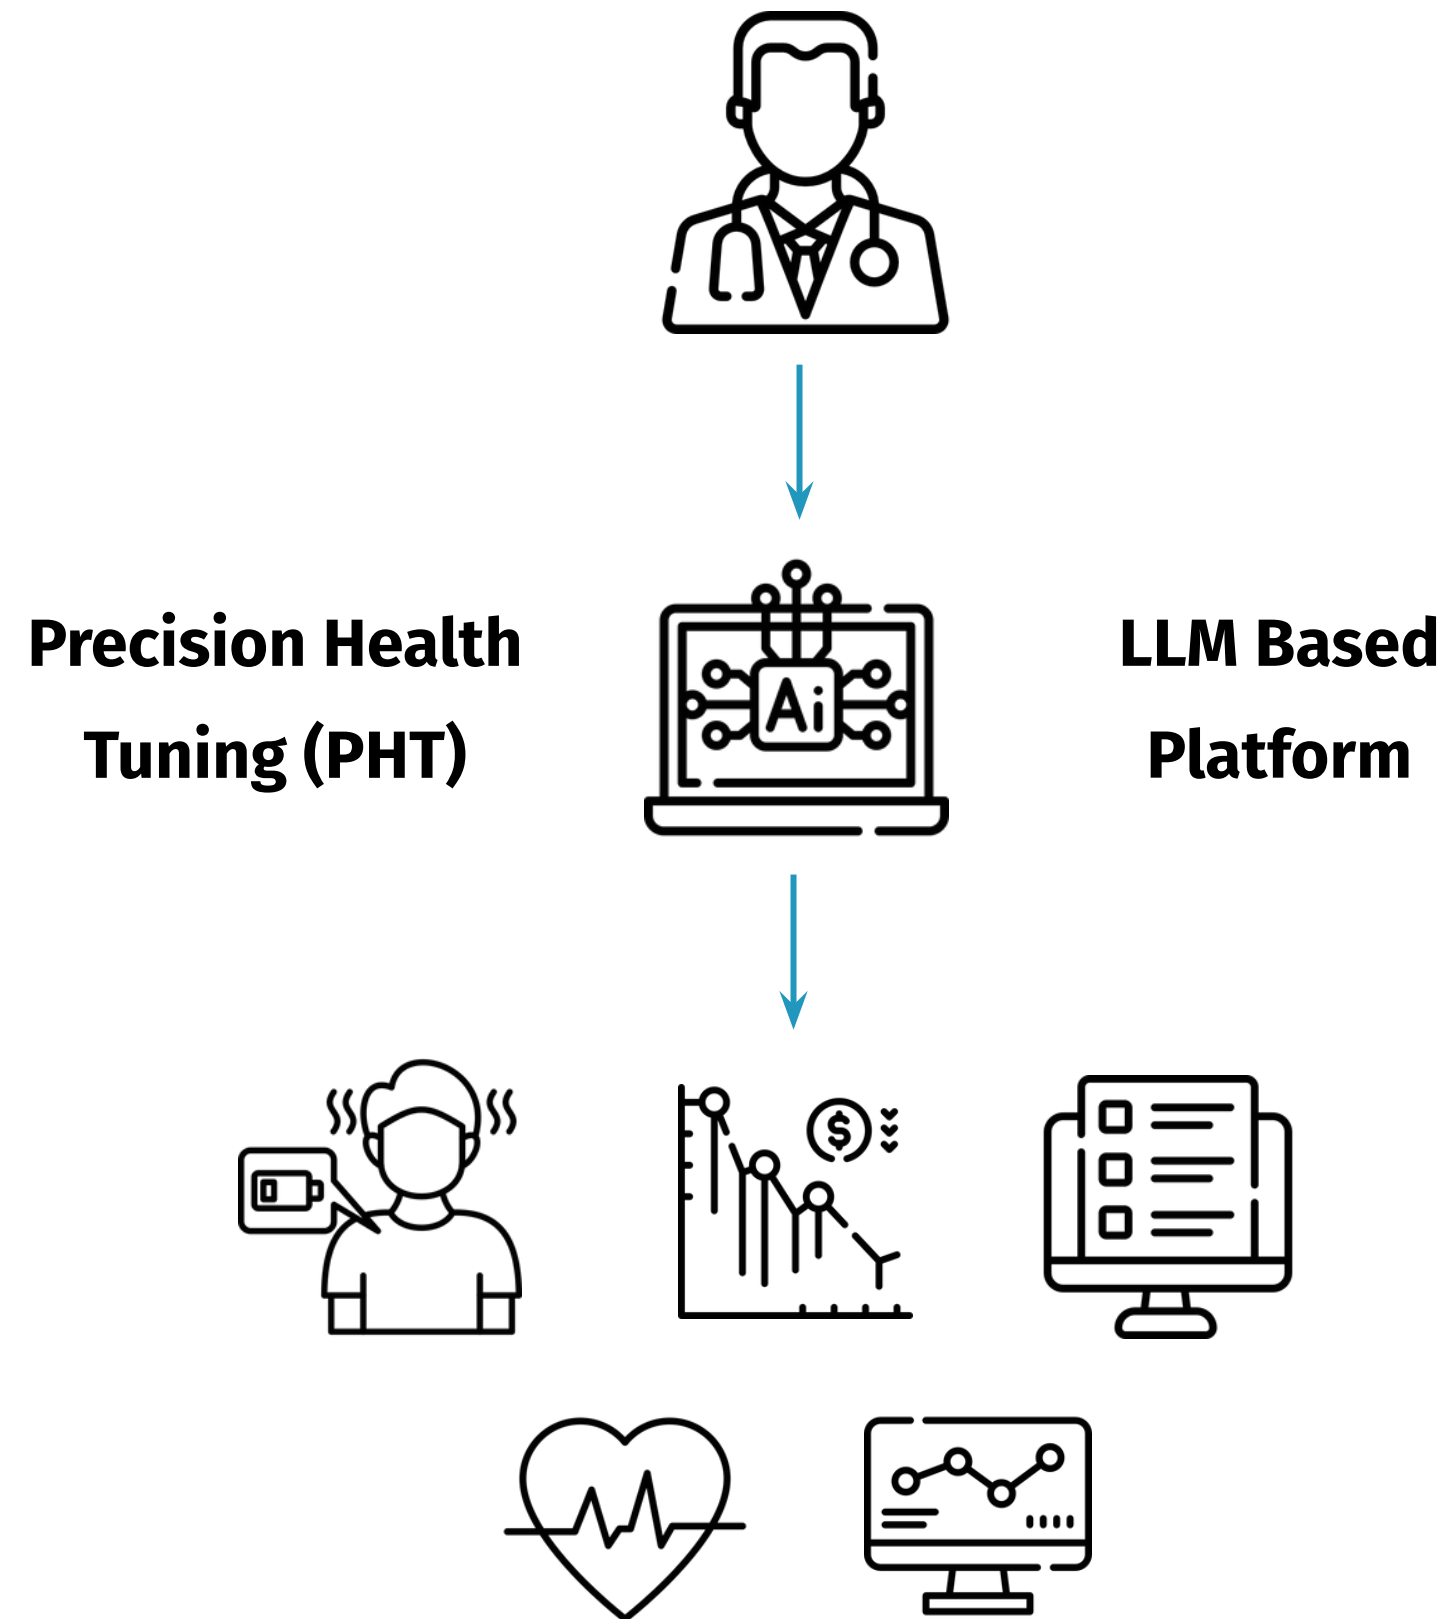 Precision Health
Tuning (PHT)
Ai
LLM Based
Platform
$